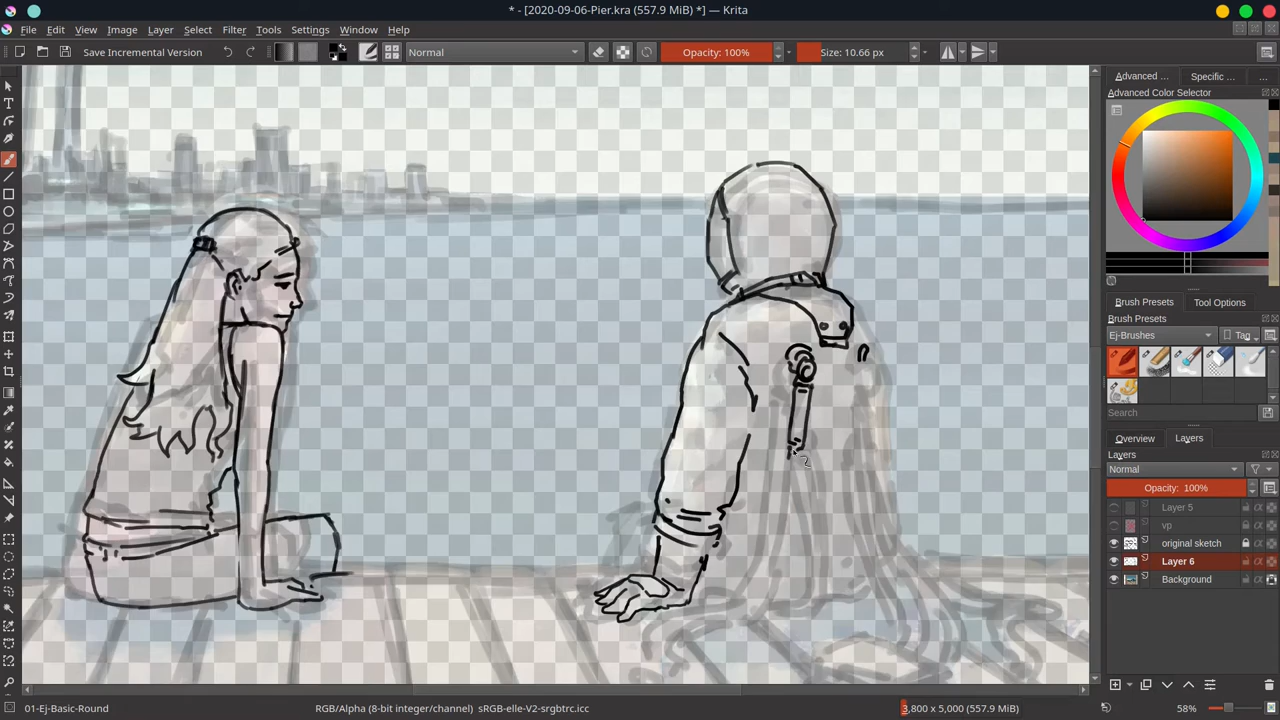 * - [2020-09-06-Pier.kra (557.9 MiB) *] — Krita
File Edit View Image Layer Select Filter Tools Settings Window Help
Save Incremental Version Normal Opacity: 100% Size: 10.66 px
Advanced ... Specific ... ...
Advanced Color Selector
Brush Presets Tool Options
Brush Presets
Ej-Brushes Tag
Search
Overview Layers
Layers
Normal
Opacity: 100%
Layer 5
vp
original sketch
Layer 6
Background
01-Ej-Basic-Round RGB/Alpha (8-bit integer/channel) sRGB-elle-V2-srgbtrc.icc 3,800 x 5,000 (557.9 MiB) 58%